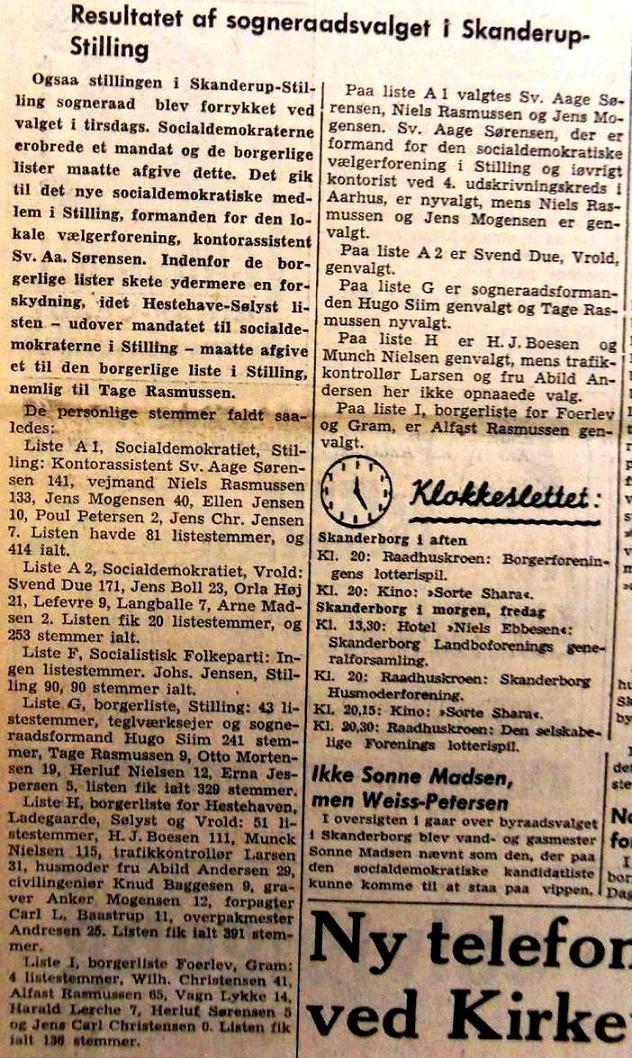 Resultatet af sogneraadsvalget i Skanderup-
Stilling
Ogsaa stillingen i Skanderup-Stil-
ling sogneraad blev forrykket ved
valget i tirsdags. Socialdemokraterne
erobrede et mandat og de borgerlige
lister maatte afgive dette. Det gik
til det nye socialdemokratiske med-
lem i Stilling, formanden for den lo-
kale vælgerforening, kontorassistent
Sv. Aa. Sørensen. Indenfor de bor-
gerlige lister skete ydermere en for-
skydning, idet Hestehave-Sølyst li-
sten - udover mandatet til socialde-
mokraterne i Stilling - maatte afgive
et til den borgerlige liste i Stilling,
nemlig til Tage Rasmussen.
De personlige stemmer faldt saa-
ledes:
Liste A 1, Socialdemokratiet, Stil-
ling: Kontorassistent Sv. Aage Søren-
sen 141, vejmand Niels Rasmussen
133, Jens Mogensen 40, Ellen Jensen
10, Poul Petersen 2, Jens Chr. Jensen
7. Listen havde 81 listestemmer, og
414 ialt.
Liste A 2, Socialdemokratiet, Vrold:
Svend Due 171, Jens Boll 23, Orla Høj
21, Lefevre 9, Langballe 7, Arne Mad-
sen 2. Listen fik 20 listestemmer, og
253 stemmer ialt.
Liste F, Socialistisk Folkeparti: In-
gen listestemmer. Johs. Jensen, Stil-
ling 90, 90 stemmer ialt.
Liste G, borgerliste, Stilling: 43 li-
stestemmer, teglværksejer og sogne-
raadsformand Hugo Siim 241 stem-
mer, Tage Rasmussen 9, Otto Morten-
sen 19, Herluf Nielsen 12, Erna Jes-
persen 5, listen fik ialt 329 stemmer.
Liste H, borgerliste for Hestehaven,
Ladegaarde, Sølyst og Vrold: 51 li-
stestemmer, H. J. Boesen 111, Munck
Nielsen 115, trafikkontrollør Larsen
31, husmoder fru Abild Andersen 29,
civilingeniør Knud Baggesen 9, gra-
ver Anker Mogensen 12, forpagter
Carl L. Baastrup 11, overpakmester
Andresen 25. Listen fik ialt 391 stem-
mer.
Liste I, borgerliste Foerlev, Gram:
4 listestemmer, Wilh. Christensen 41,
Alfast Rasmussen 65, Vagn Lykke 14,
Harald Lerche 7, Herluf Sørensen 5
og Jens Carl Christensen 0. Listen fik
ialt 136 stemmer.
Paa liste A 1 valgtes Sv. Aage Sø-
rensen, Niels Rasmussen og Jens Mo-
gensen. Sv. Aage Sørensen, der er
formand for den socialdemokratiske
vælgerforening i Stilling og iøvrigt
kontorist ved 4. udskrivningskreds i
Aarhus, er nyvalgt, mens Niels Ras-
mussen og Jens Mogensen er gen-
valgt.
Paa liste A 2 er Svend Due, Vrold,
genvalgt.
Paa liste G er sogneraadsforman-
den Hugo Siim genvalgt og Tage Ras-
mussen nyvalgt.
Paa liste H er H. J. Boesen og
Munch Nielsen genvalgt, mens trafik-
kontrollør Larsen og fru Abild An-
dersen her ikke opnaaede valg.
Paa liste I, borgerliste for Foerlev
og Gram, er Alfast Rasmussen gen-
valgt.
Klokkeslettet:
Skanderborg i aften
Kl. 20: Raadhuskroen: Borgerforenin-
gens lotterispil.
Kl. 20: Kino: »Sorte Shara«.
Skanderborg i morgen, fredag
Kl. 13,30: Hotel »Niels Ebbesen«:
Skanderborg Landboforenings gene-
ralforsamling.
Kl. 20: Raadhuskroen: Skanderborg
Husmoderforening.
Kl. 20,15: Kino: »Sorte Shara«.
Kl. 20,30: Raadhuskroen: Den selskabe-
lige Forenings lotterispil.
Ikke Sonne Madsen,
men Weiss-Petersen
I oversigten i gaar over byraadsvalget
i Skanderborg blev vand- og gasmester
Sonne Madsen nævnt som den, der paa
den socialdemokratiske kandidatliste
kunne komme til at staa paa vippen,
Ny telefon
ved Kirke